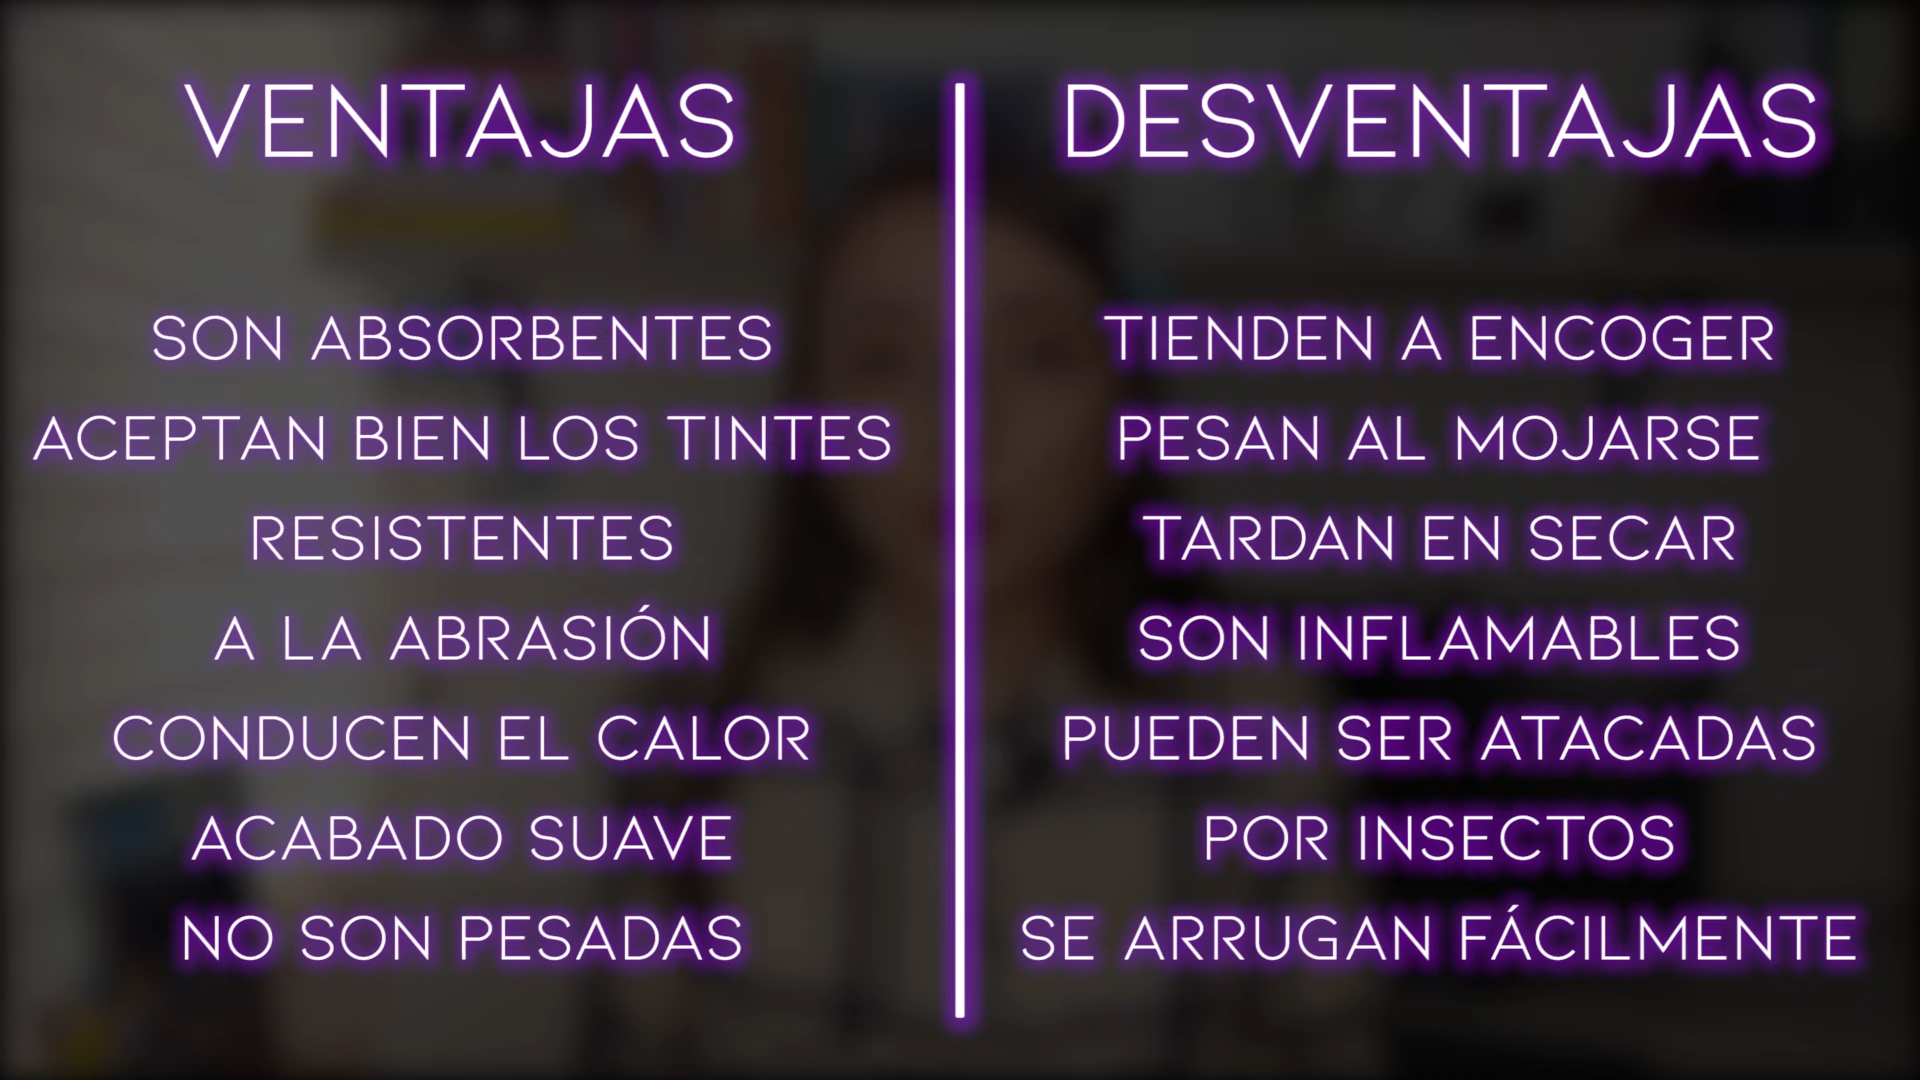 VENTAJAS
SON ABSORBENTES
ACEPTAN BIEN LOS TINTES
RESISTENTES
A LA ABRASIÓN
CONDUCEN EL CALOR
ACABADO SUAVE
NO SON PESADAS
DESVENTAJAS
TIENDEN A ENCOGER
PESAN AL MOJARSE
TARDAN EN SECAR
SON INFLAMABLES
PUEDEN SER ATACADAS
POR INSECTOS
SE ARRUGAN FÁCILMENTE